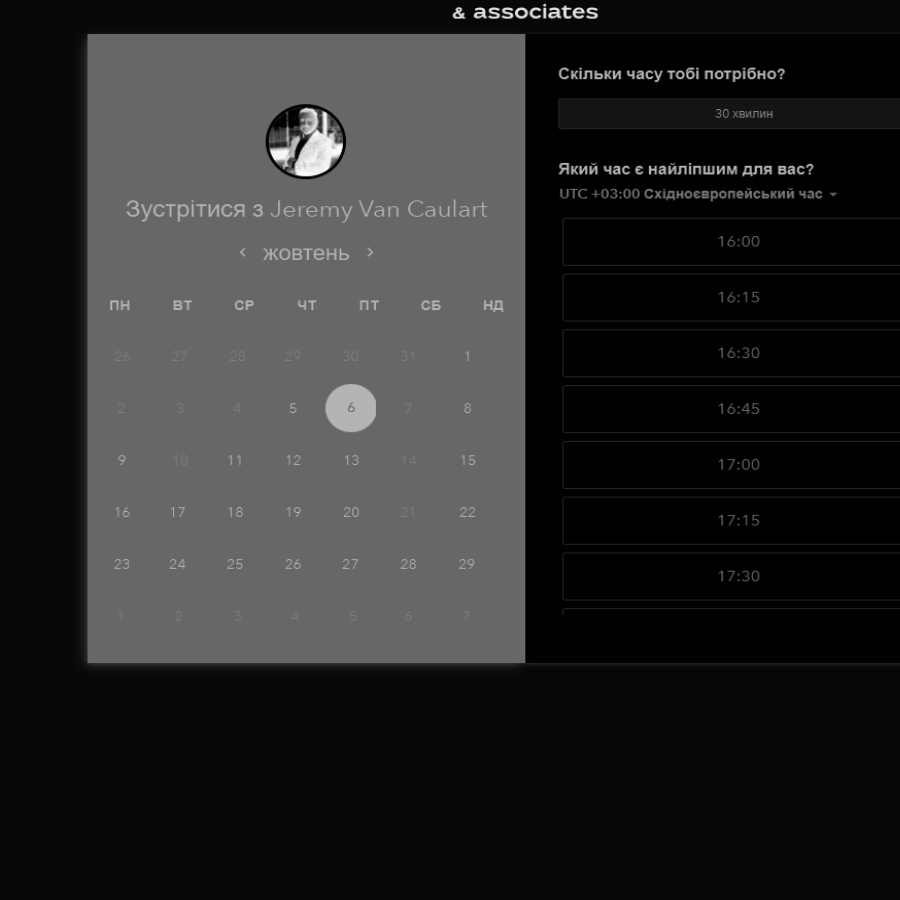 & associates
Зустрітися з Jeremy Van Caulart
жовтень
ПН ВТ СР ЧТ ПТ СБ НД
26 27 28 29 30 31 1
2 3 4 5 6 7 8
9 10 11 12 13 14 15
16 17 18 19 20 21 22
23 24 25 26 27 28 29
1 2 3 4 5 6 7
Скільки часу тобі потрібно?
30 хвилин
Який час є найліпшим для вас?
UTC +03:00 Східноєвропейський час
16:00
16:15
16:30
16:45
17:00
17:15
17:30